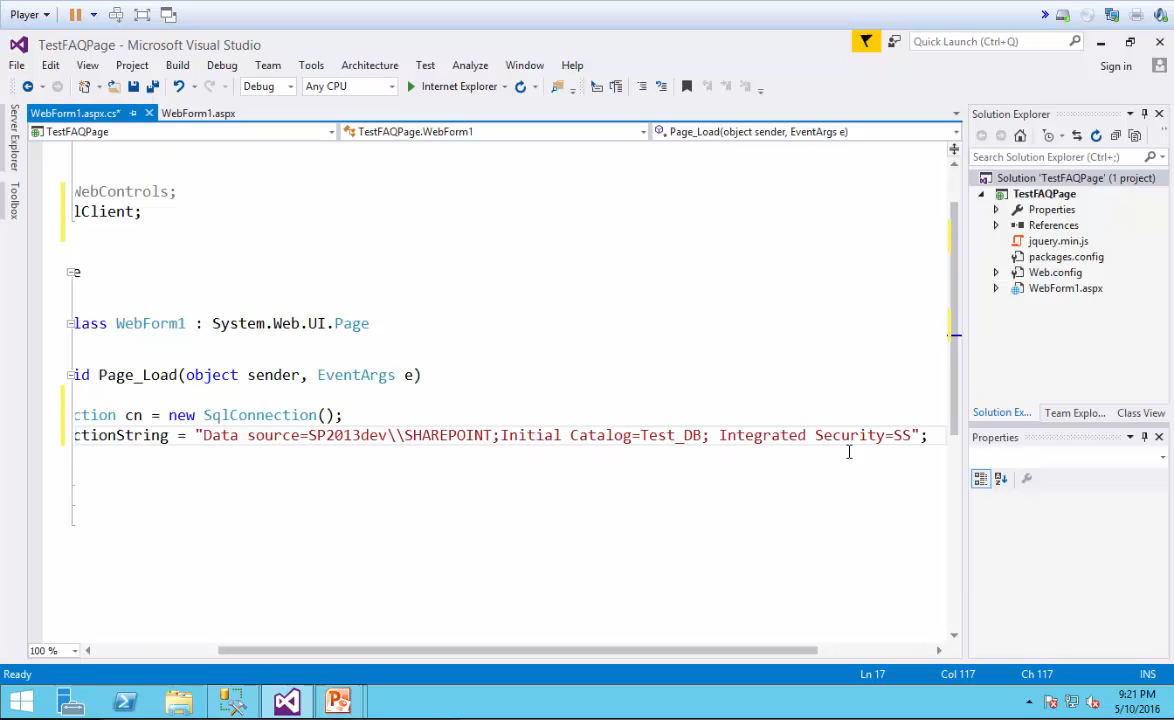 Player
TestFAQPage - Microsoft Visual Studio
Quick Launch (Ctrl+Q)
File Edit View Project Build Debug Team Tools Architecture Test Analyze Window Help
Sign in
Debug Any CPU Internet Explorer
Server Explorer
Toolbox
WebForm1.aspx.cs* WebForm1.aspx
TestFAQPage TestFAQPage.WebForm1 Page_Load(object sender, EventArgs e)
WebControls;
lClient;
e
lass WebForm1 : System.Web.UI.Page
id Page_Load(object sender, EventArgs e)
ction cn = new SqlConnection();
ctionString = "Data source=SP2013dev\\SHAREPOINT;Initial Catalog=Test_DB; Integrated Security=SS";
100 %
Solution Explorer
Search Solution Explorer (Ctrl+;)
Solution 'TestFAQPage' (1 project)
TestFAQPage
Properties
References
jquery.min.js
packages.config
Web.config
WebForm1.aspx
Solution Ex... Team Explo... Class View
Properties
Ready Ln 17 Col 117 Ch 117 INS
9:21 PM
5/10/2016